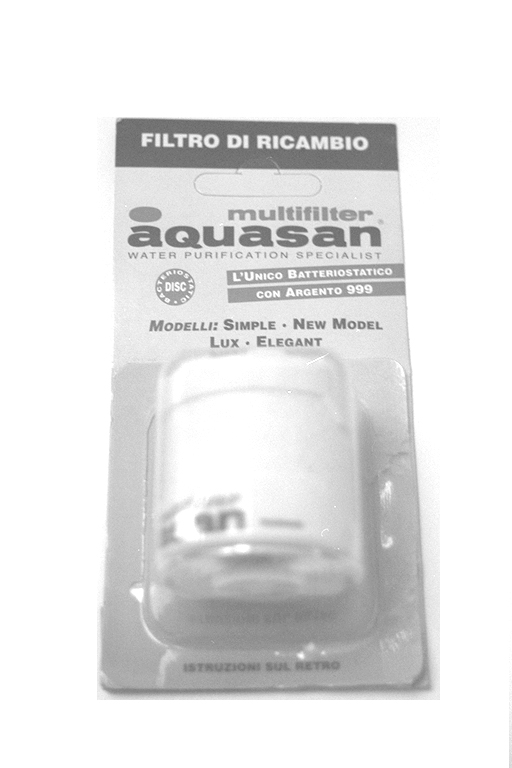 FILTRO DI RICAMBIO
multifilter®
aquasan
WATER PURIFICATION SPECIALIST
BACTERIOSTATIC
DISC
L'UNICO BATTERIOSTATICO
CON ARGENTO 999
MODELLI: SIMPLE • NEW MODEL
LUX • ELEGANT
ISTRUZIONI SUL RETRO